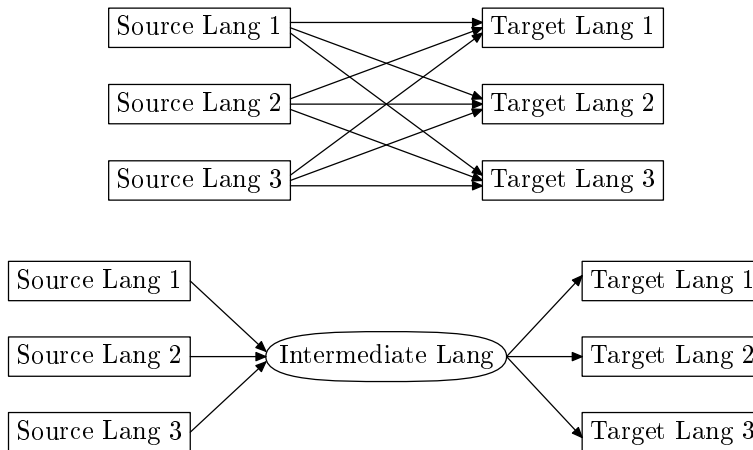 Source Lang 1 Target Lang 1
Source Lang 2 Target Lang 2
Source Lang 3 Target Lang 3
Source Lang 1 Target Lang 1
Source Lang 2 Intermediate Lang Target Lang 2
Source Lang 3 Target Lang 3